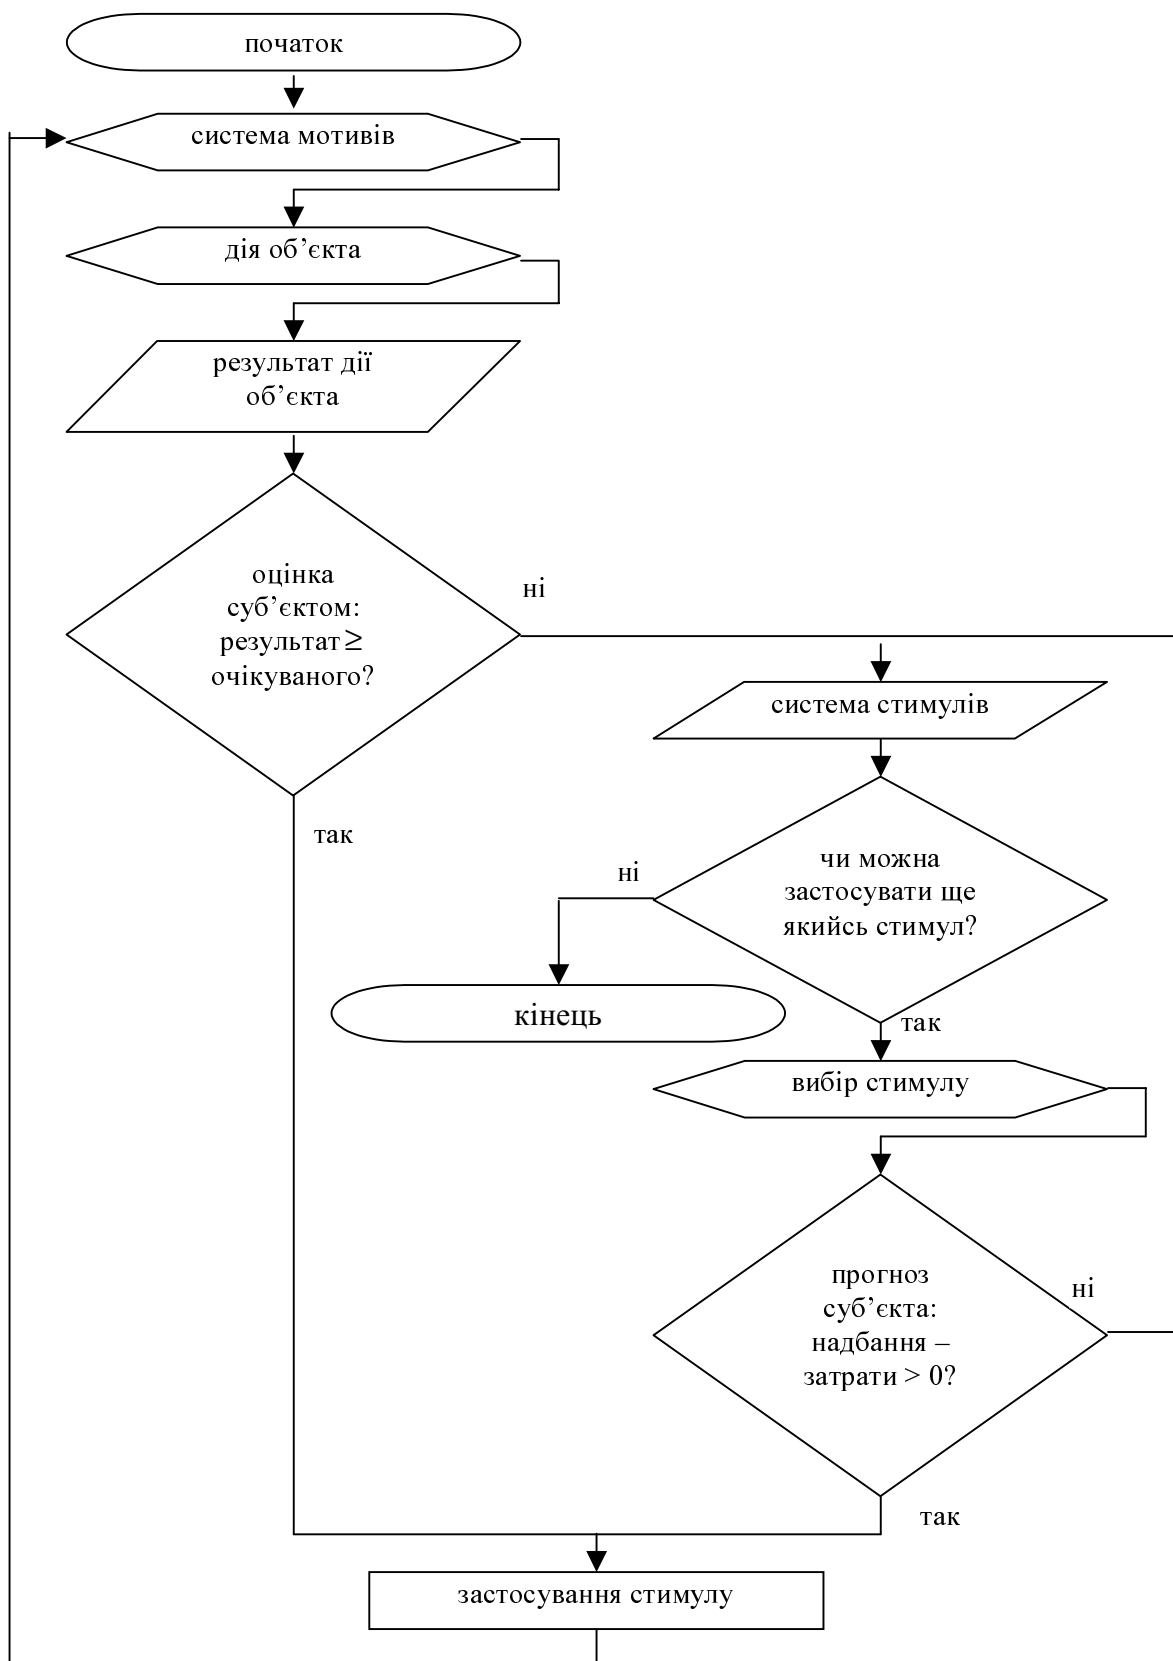 початок
система мотивів
дія об’єкта
результат дії
об’єкта
оцінка
суб’єктом:
результат ≥
очікуваного?
ні
так
система стимулів
чи можна
застосувати ще
якийсь стимул?
ні
кінець
так
вибір стимулу
прогноз
суб’єкта:
надбання –
затрати > 0?
ні
так
застосування стимулу